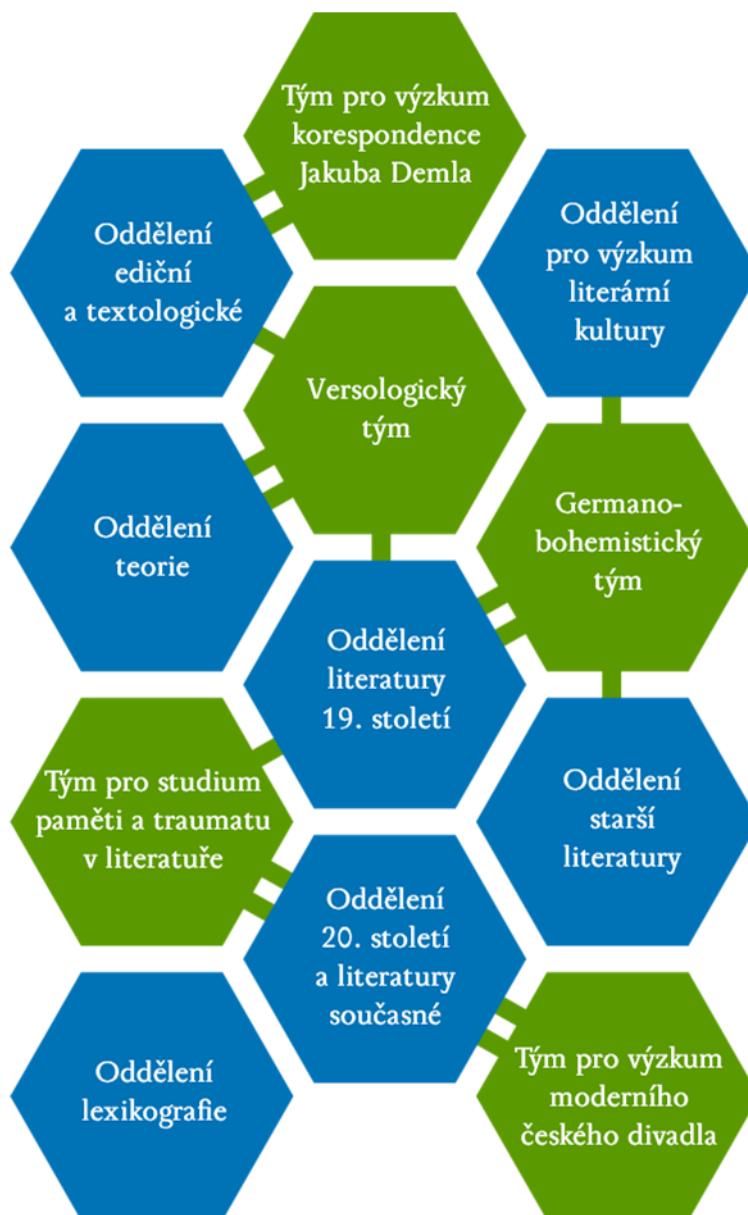 Tým pro výzkum
korespondence
Jakuba Demla
Oddělení
ediční
a textologické
Oddělení
pro výzkum
literární
kultury
Versologický
tým
Oddělení
teorie
Germano-
bohemistický
tým
Oddělení
literatury
19. století
Tým pro studium
paměti a traumatu
v literatuře
Oddělení
starší
literatury
Oddělení
20. století
a literatury
současné
Oddělení
lexikografie
Tým pro výzkum
moderního
českého divadla